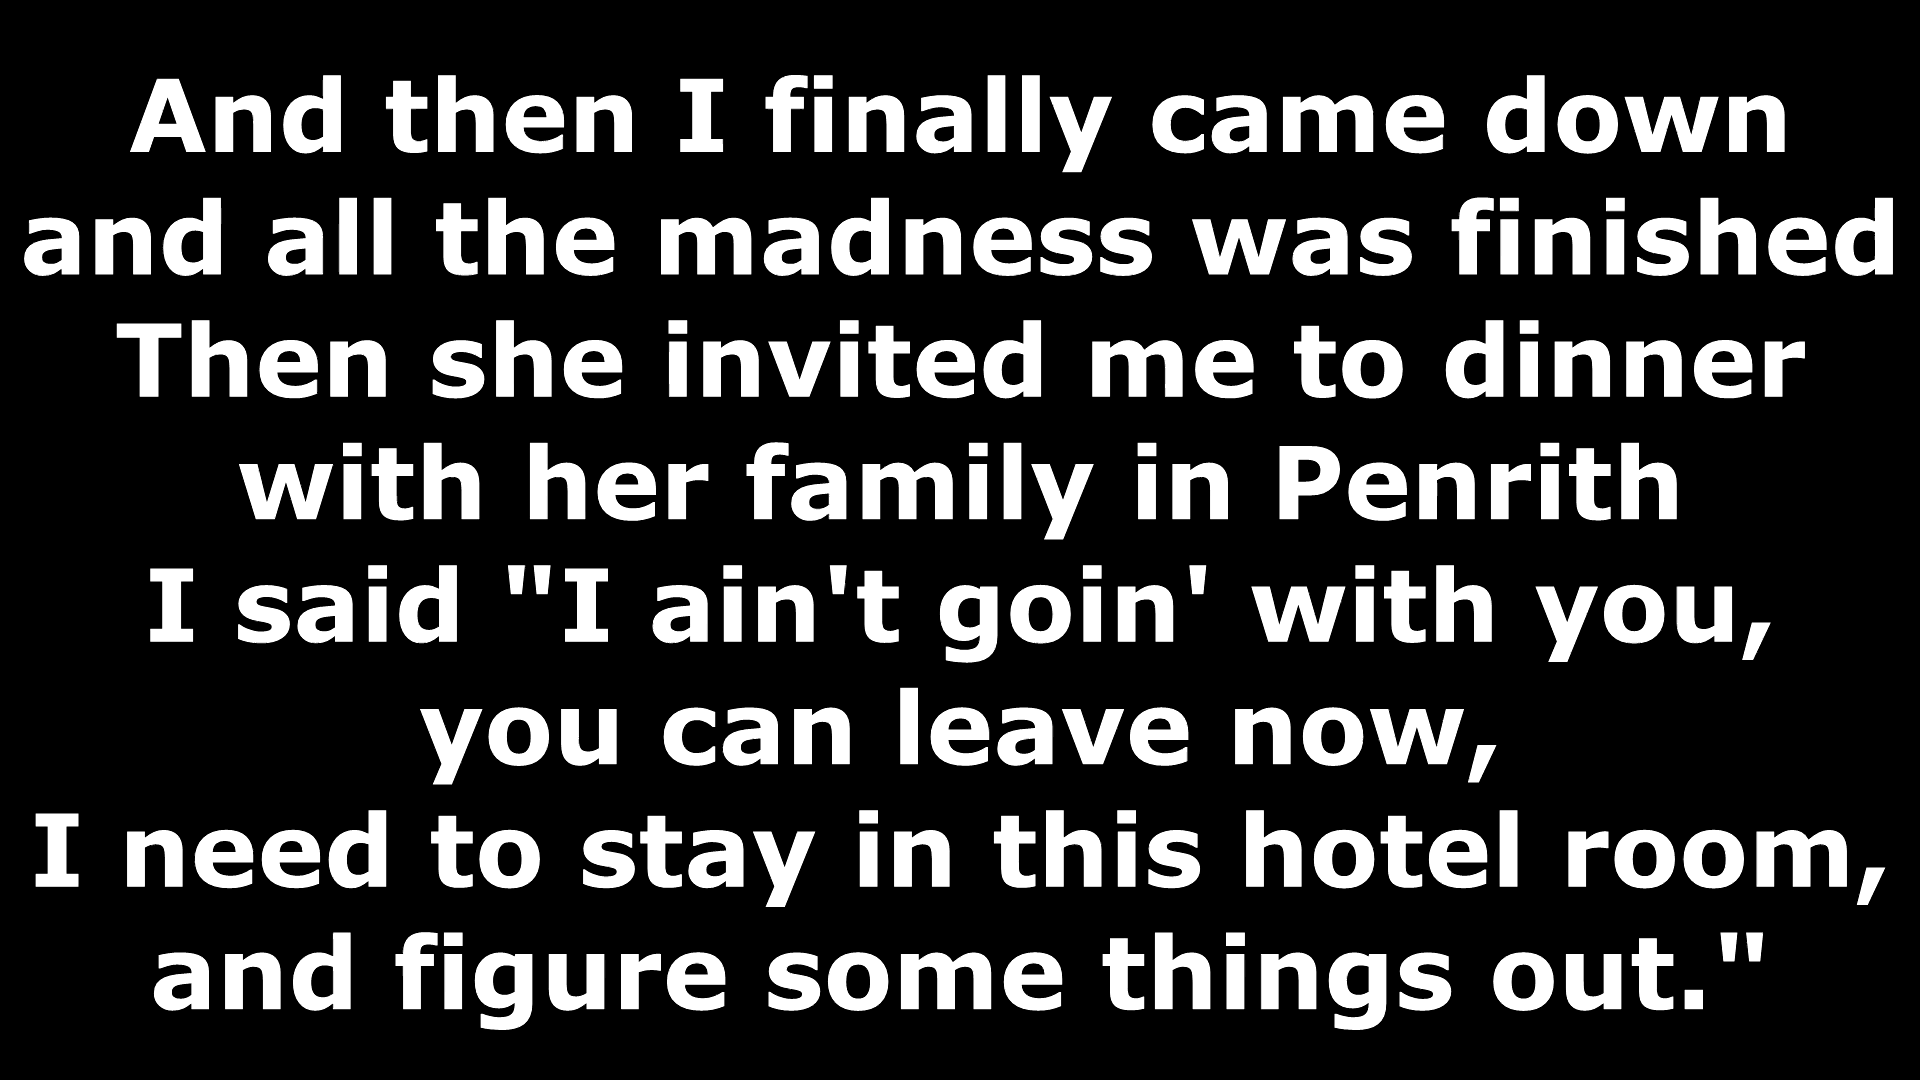 And then I finally came down
and all the madness was finished
Then she invited me to dinner
with her family in Penrith
I said "I ain't goin' with you,
you can leave now,
I need to stay in this hotel room,
and figure some things out."